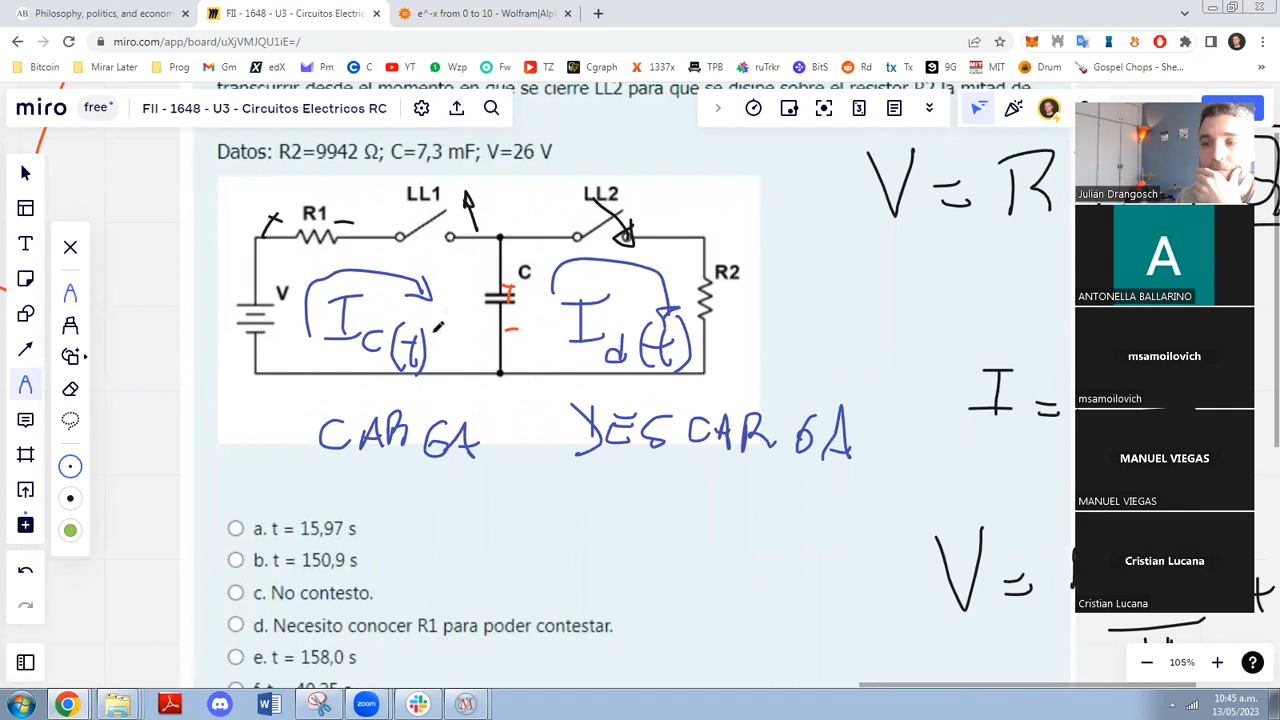 Philosophy, politics, and econom
FII - 1648 - U3 - Circuitos Electric
e^-x from 0 to 10 - Wolfram|Alp
miro.com/app/board/uXjVMJQU1iE=/
Bitcoin
Mirar Later
Prog
Gm
edX
Pm
C
YT
Wzp
Fw
TZ
Cgraph
1337x
TPB
ruTrkr
Bit5
Rd
Tx
9G
MIT
Drum
Gospel Chops - Sher...
transcurrir desde el momento en que se cierre LL2 para que se disipe sobre el resistor R2 la mitad de
miro
free
FII - 1648 - U3 - Circuitos Electricos RC
Datos: R2=9942 Ω; C=7,3 mF; V=26 V
V = R
Julián Drangosch
R1
LL1
LL2
C
R2
V
Ic(t)
Id(t)
A
ANTONELLA BALLARINO
msamoilovich
msamoilovich
I =
CARGA
DESCARGA
MANUEL VIEGAS
MANUEL VIEGAS
a. t = 15,97 s
b. t = 150,9 s
c. No contesto.
d. Necesito conocer R1 para poder contestar.
e. t = 158,0 s
V =
Cristian Lucana
Cristian Lucana
105%
10:45 a.m.
13/05/2023